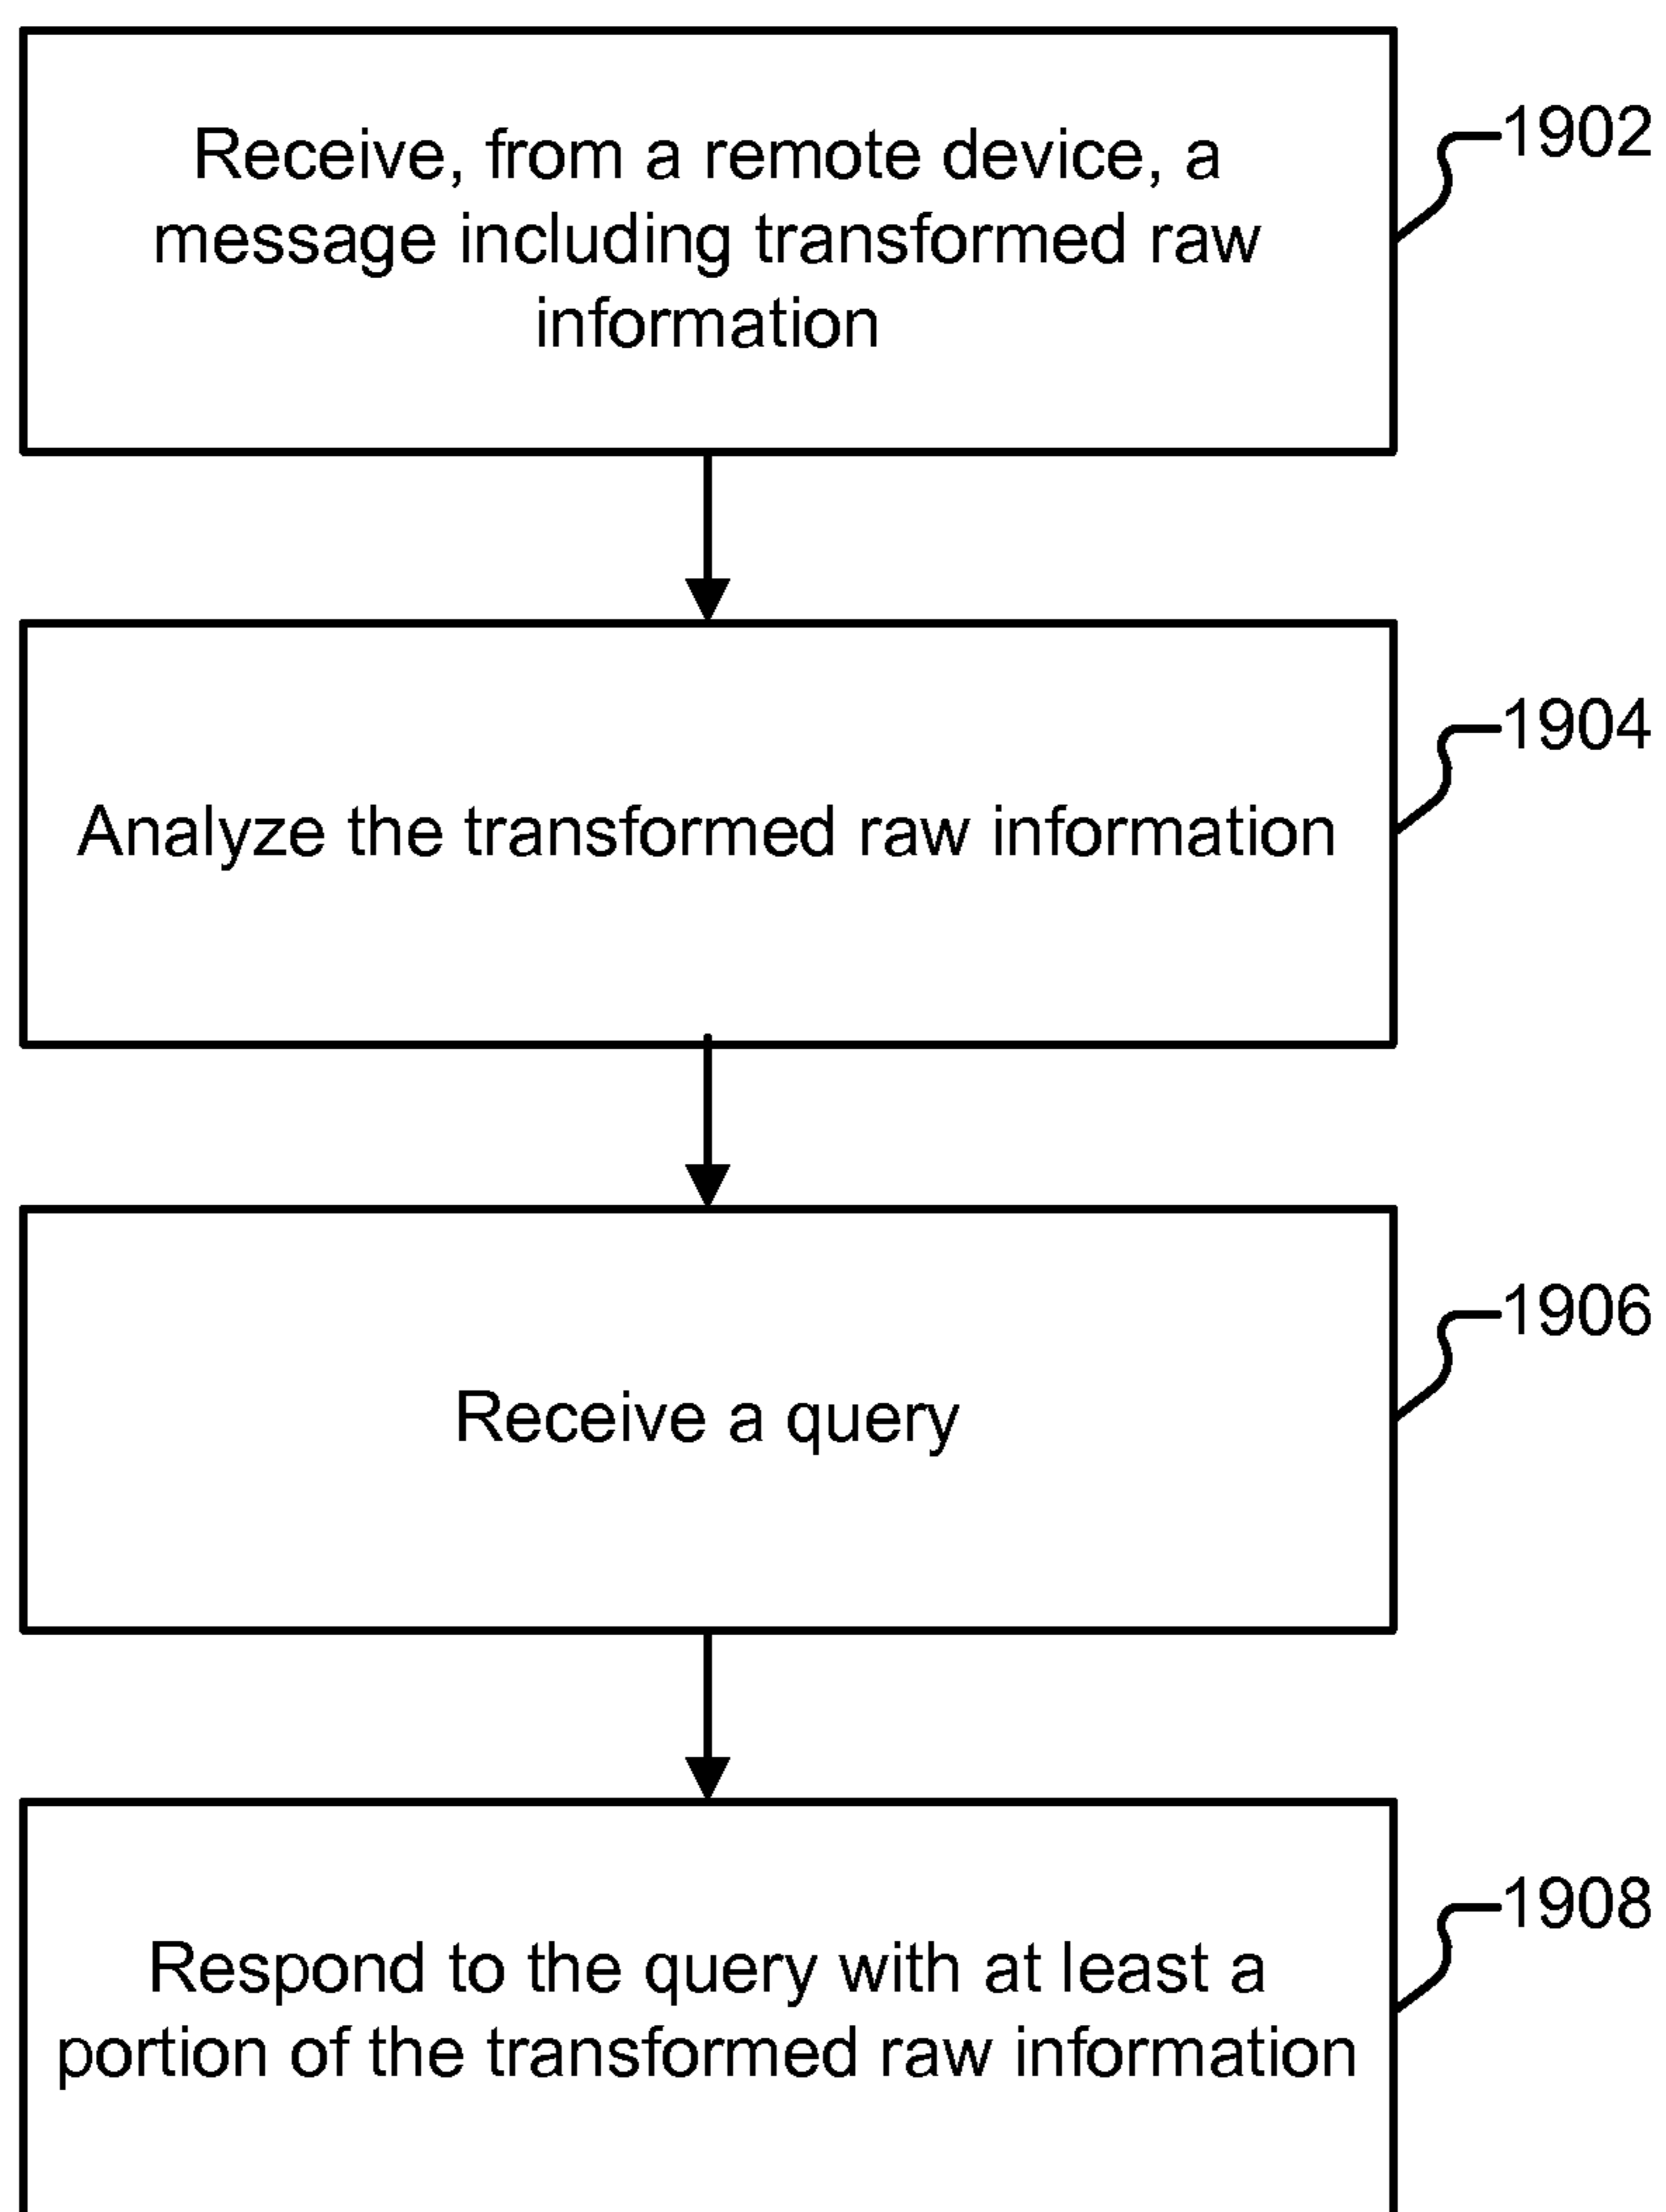 Receive, from a remote device, a
message including transformed raw
information
1902
Analyze the transformed raw information
1904
Receive a query
1906
Respond to the query with at least a
portion of the transformed raw information
1908